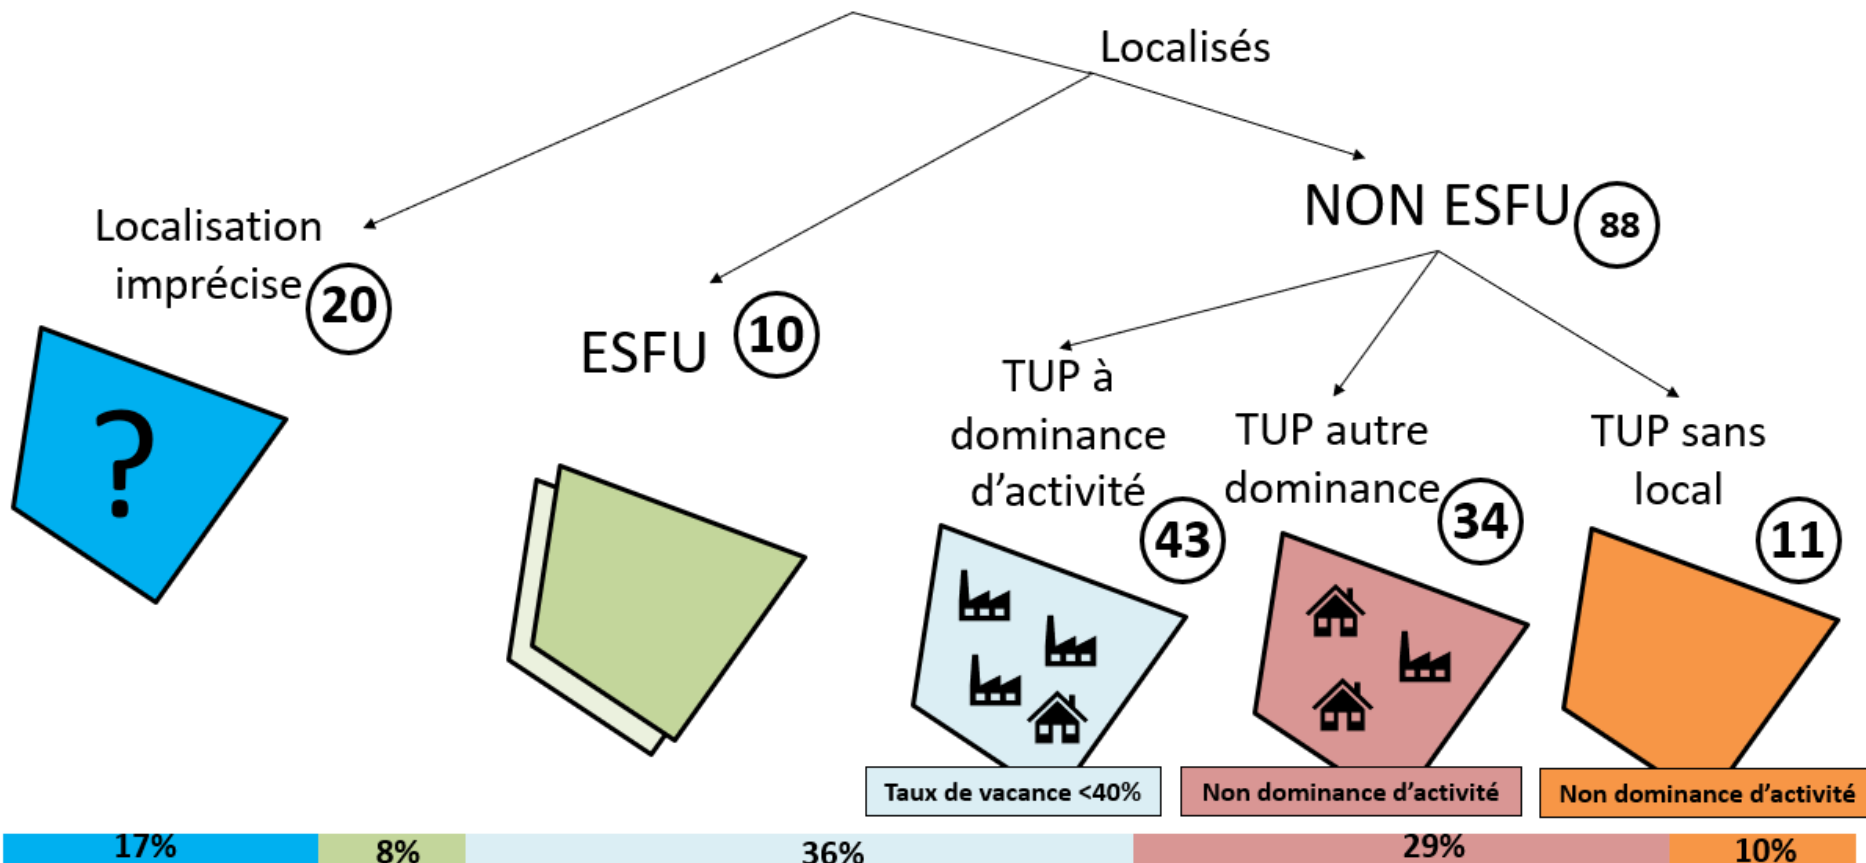 Localisés
Localisation
imprécise
20
ESFU
10
NON ESFU
88
TUP à
dominance
d’activité
43
TUP autre
dominance
34
TUP sans
local
11
?
Taux de vacance <40%
Non dominance d’activité
Non dominance d’activité
17%
8%
36%
29%
10%